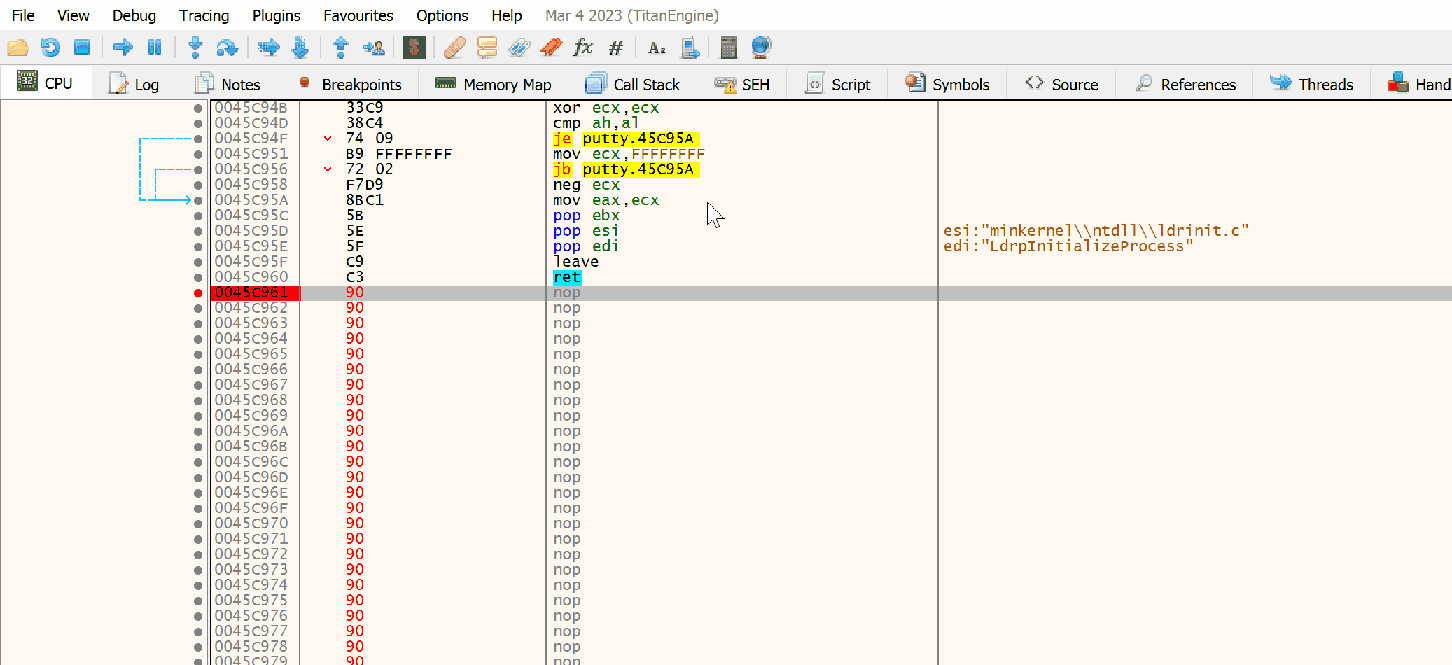 File View Debug Tracing Plugins Favourites Options Help Mar 4 2023 (TitanEngine)
fx # Az
CPU Log Notes Breakpoints Memory Map Call Stack SEH Script Symbols Source References Threads Hand
0045C94B 33C9 xor ecx,ecx
0045C94D 38C4 cmp ah,al
0045C94F 74 09 je putty.45C95A
0045C951 B9 FFFFFFFF mov ecx,FFFFFFFF
0045C956 72 02 jb putty.45C95A
0045C958 F7D9 neg ecx
0045C95A 8BC1 mov eax,ecx
0045C95C 5B pop ebx
0045C95D 5E pop esi esi:"minkernel\\ntdll\\ldrinit.c"
0045C95E 5F pop edi edi:"LdrpInitializeProcess"
0045C95F C9 leave
0045C960 C3 ret
0045C961 90 nop
0045C962 90 nop
0045C963 90 nop
0045C964 90 nop
0045C965 90 nop
0045C966 90 nop
0045C967 90 nop
0045C968 90 nop
0045C969 90 nop
0045C96A 90 nop
0045C96B 90 nop
0045C96C 90 nop
0045C96D 90 nop
0045C96E 90 nop
0045C96F 90 nop
0045C970 90 nop
0045C971 90 nop
0045C972 90 nop
0045C973 90 nop
0045C974 90 nop
0045C975 90 nop
0045C976 90 nop
0045C977 90 nop
0045C978 90 nop
0045C979 90 nop